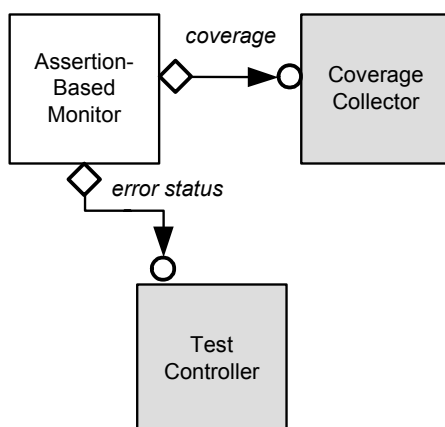 coverage
Assertion-
Based
Monitor
Coverage
Collector
error status
Test
Controller